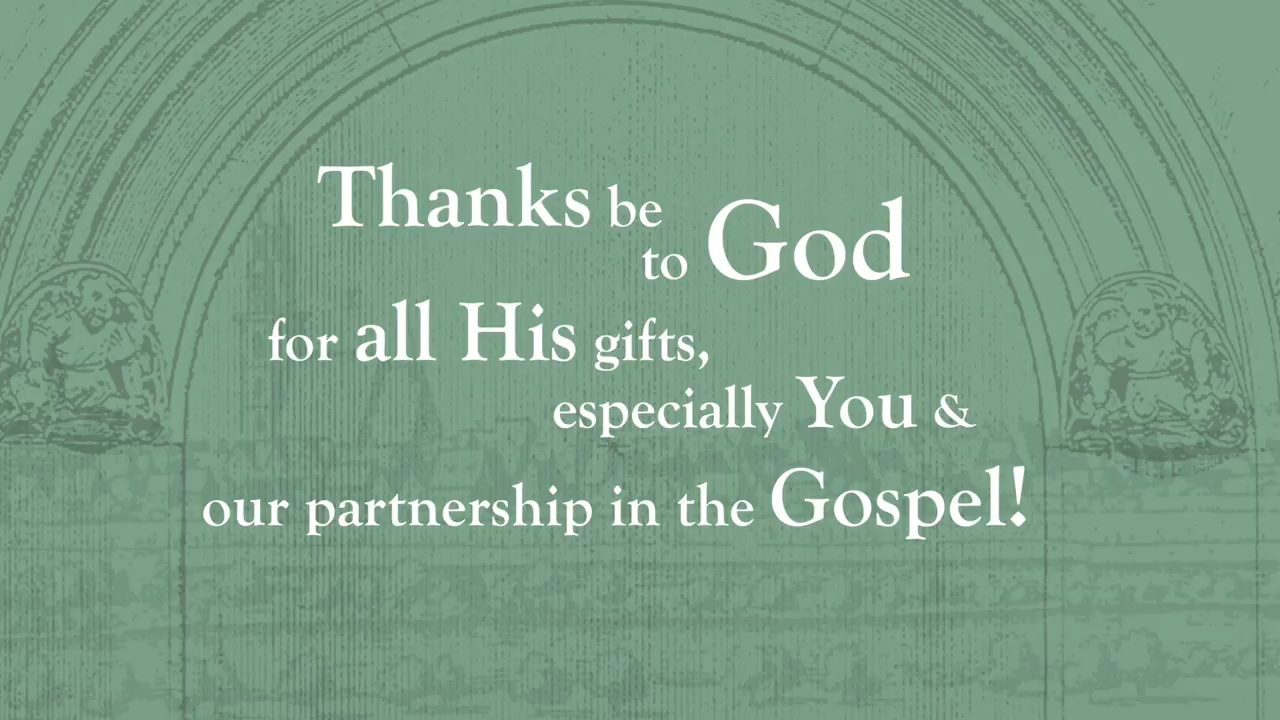 Thanks be
to God
for all His gifts,
especially You &
our partnership in the Gospel!